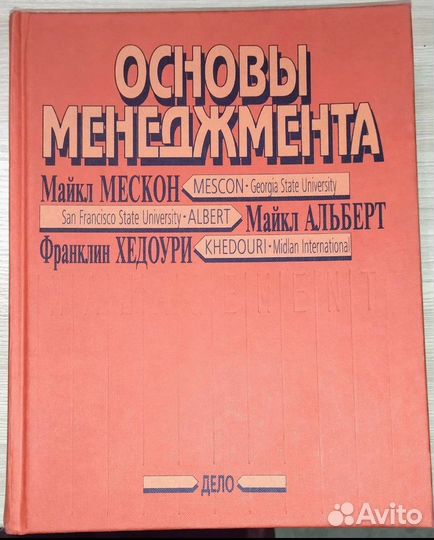 ОСНОВЫ
МЕНЕДЖМЕНТА
Майкл МЕСКОН MESCON · Georgia State University
San Francisco State University · ALBERT Майкл АЛЬБЕРТ
Франклин ХЕДОУРИ KHEDOURI · Midlan International
MANAGEMENT
ДЕЛО
Avito